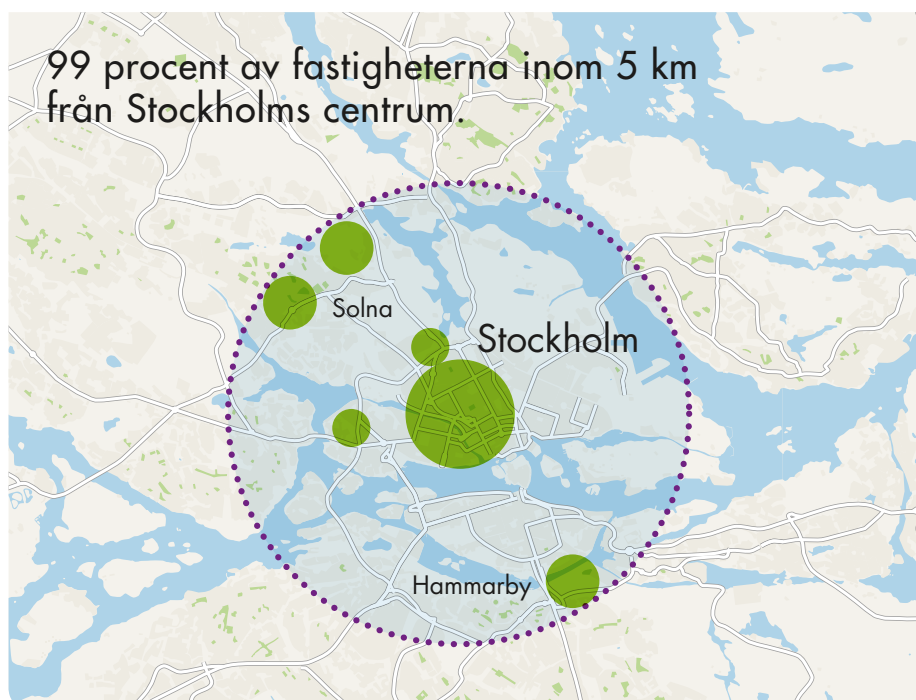 99 procent av fastigheterna inom 5 km
från Stockholms centrum.
Solna
Stockholm
Hammarby